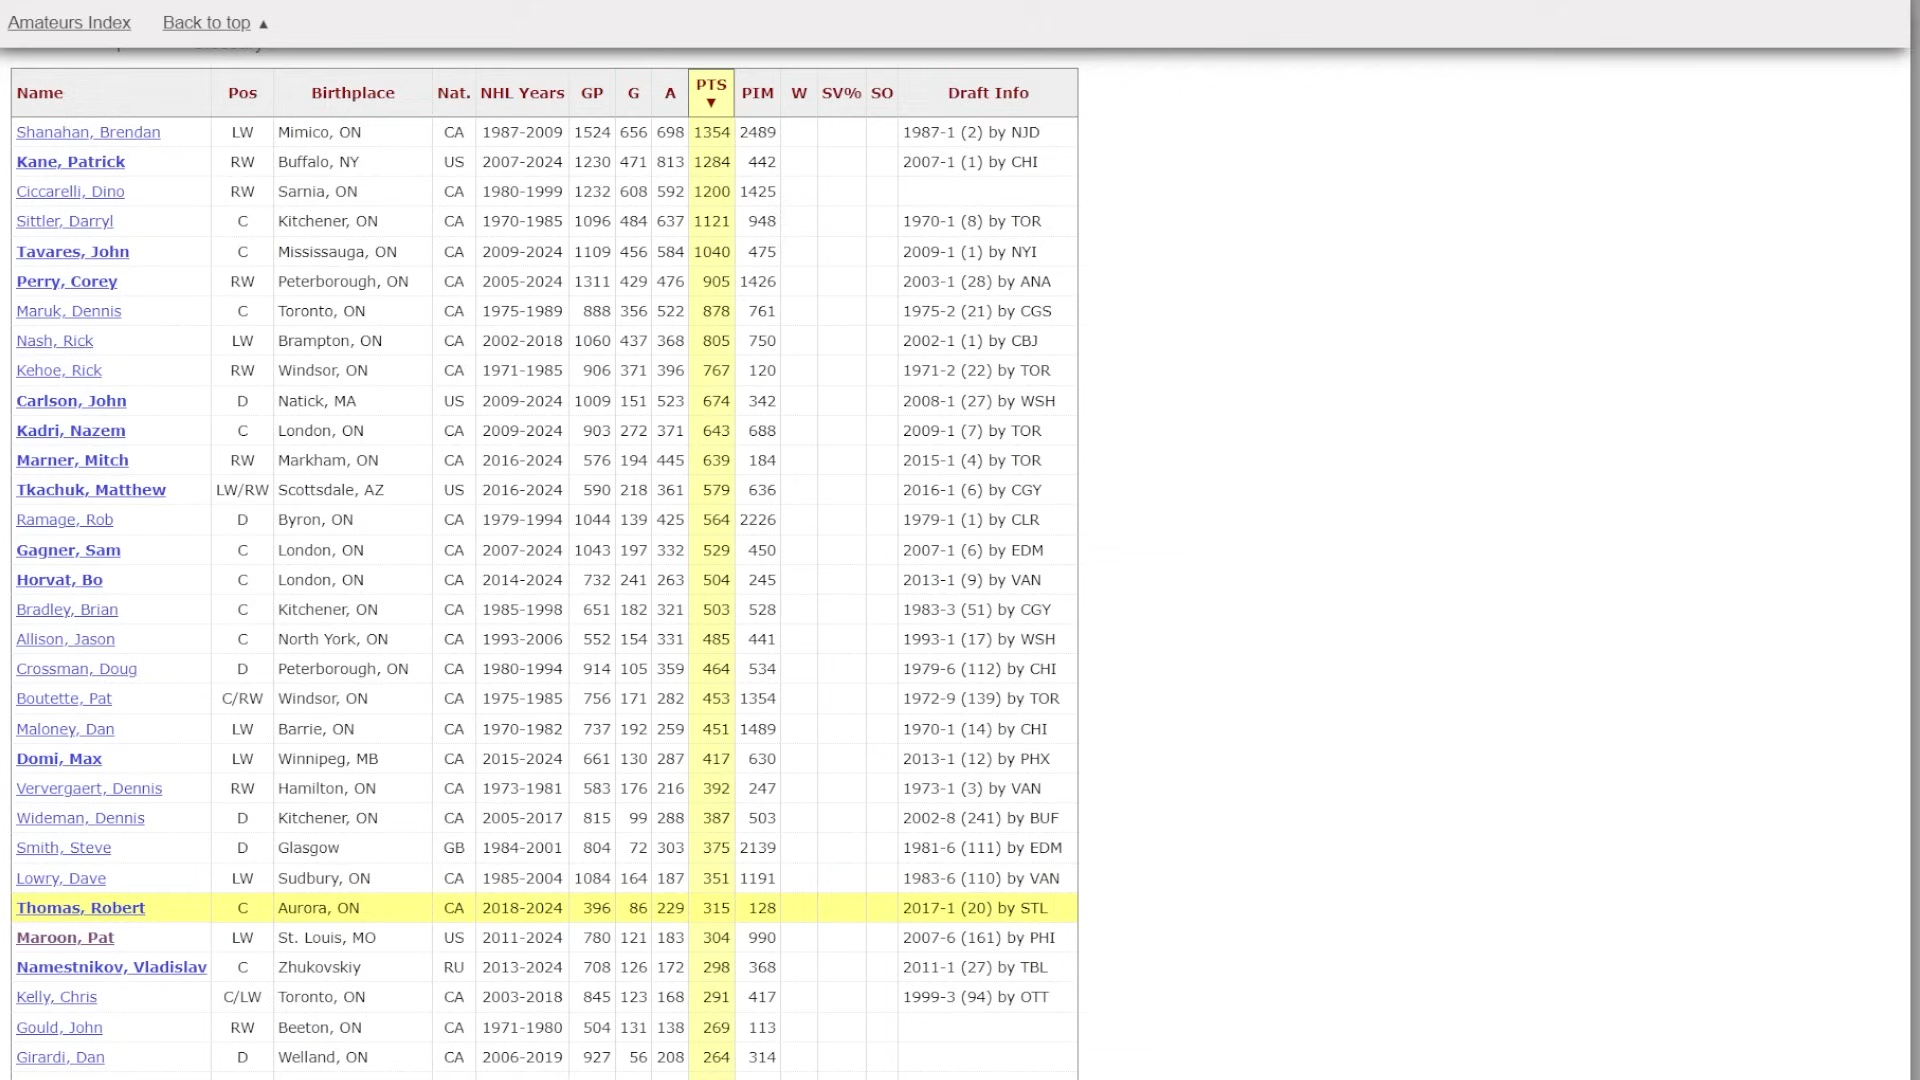 Amateurs Index Back to top ▲
Name Pos Birthplace Nat. NHL Years GP G A PTS ▼ PIM W SV% SO Draft Info
Shanahan, Brendan LW Mimico, ON CA 1987-2009 1524 656 698 1354 2489 1987-1 (2) by NJD
Kane, Patrick RW Buffalo, NY US 2007-2024 1230 471 813 1284 442 2007-1 (1) by CHI
Ciccarelli, Dino RW Sarnia, ON CA 1980-1999 1232 608 592 1200 1425
Sittler, Darryl C Kitchener, ON CA 1970-1985 1096 484 637 1121 948 1970-1 (8) by TOR
Tavares, John C Mississauga, ON CA 2009-2024 1109 456 584 1040 475 2009-1 (1) by NYI
Perry, Corey RW Peterborough, ON CA 2005-2024 1311 429 476 905 1426 2003-1 (28) by ANA
Maruk, Dennis C Toronto, ON CA 1975-1989 888 356 522 878 761 1975-2 (21) by CGS
Nash, Rick LW Brampton, ON CA 2002-2018 1060 437 368 805 750 2002-1 (1) by CBJ
Kehoe, Rick RW Windsor, ON CA 1971-1985 906 371 396 767 120 1971-2 (22) by TOR
Carlson, John D Natick, MA US 2009-2024 1009 151 523 674 342 2008-1 (27) by WSH
Kadri, Nazem C London, ON CA 2009-2024 903 272 371 643 688 2009-1 (7) by TOR
Marner, Mitch RW Markham, ON CA 2016-2024 576 194 445 639 184 2015-1 (4) by TOR
Tkachuk, Matthew LW/RW Scottsdale, AZ US 2016-2024 590 218 361 579 636 2016-1 (6) by CGY
Ramage, Rob D Byron, ON CA 1979-1994 1044 139 425 564 2226 1979-1 (1) by CLR
Gagner, Sam C London, ON CA 2007-2024 1043 197 332 529 450 2007-1 (6) by EDM
Horvat, Bo C London, ON CA 2014-2024 732 241 263 504 245 2013-1 (9) by VAN
Bradley, Brian C Kitchener, ON CA 1985-1998 651 182 321 503 528 1983-3 (51) by CGY
Allison, Jason C North York, ON CA 1993-2006 552 154 331 485 441 1993-1 (17) by WSH
Crossman, Doug D Peterborough, ON CA 1980-1994 914 105 359 464 534 1979-6 (112) by CHI
Boutette, Pat C/RW Windsor, ON CA 1975-1985 756 171 282 453 1354 1972-9 (139) by TOR
Maloney, Dan LW Barrie, ON CA 1970-1982 737 192 259 451 1489 1970-1 (14) by CHI
Domi, Max LW Winnipeg, MB CA 2015-2024 661 130 287 417 630 2013-1 (12) by PHX
Ververgaert, Dennis RW Hamilton, ON CA 1973-1981 583 176 216 392 247 1973-1 (3) by VAN
Wideman, Dennis D Kitchener, ON CA 2005-2017 815 99 288 387 503 2002-8 (241) by BUF
Smith, Steve D Glasgow GB 1984-2001 804 72 303 375 2139 1981-6 (111) by EDM
Lowry, Dave LW Sudbury, ON CA 1985-2004 1084 164 187 351 1191 1983-6 (110) by VAN
Thomas, Robert C Aurora, ON CA 2018-2024 396 86 229 315 128 2017-1 (20) by STL
Maroon, Pat LW St. Louis, MO US 2011-2024 780 121 183 304 990 2007-6 (161) by PHI
Namestnikov, Vladislav C Zhukovskiy RU 2013-2024 708 126 172 298 368 2011-1 (27) by TBL
Kelly, Chris C/LW Toronto, ON CA 2003-2018 845 123 168 291 417 1999-3 (94) by OTT
Gould, John RW Beeton, ON CA 1971-1980 504 131 138 269 113
Girardi, Dan D Welland, ON CA 2006-2019 927 56 208 264 314